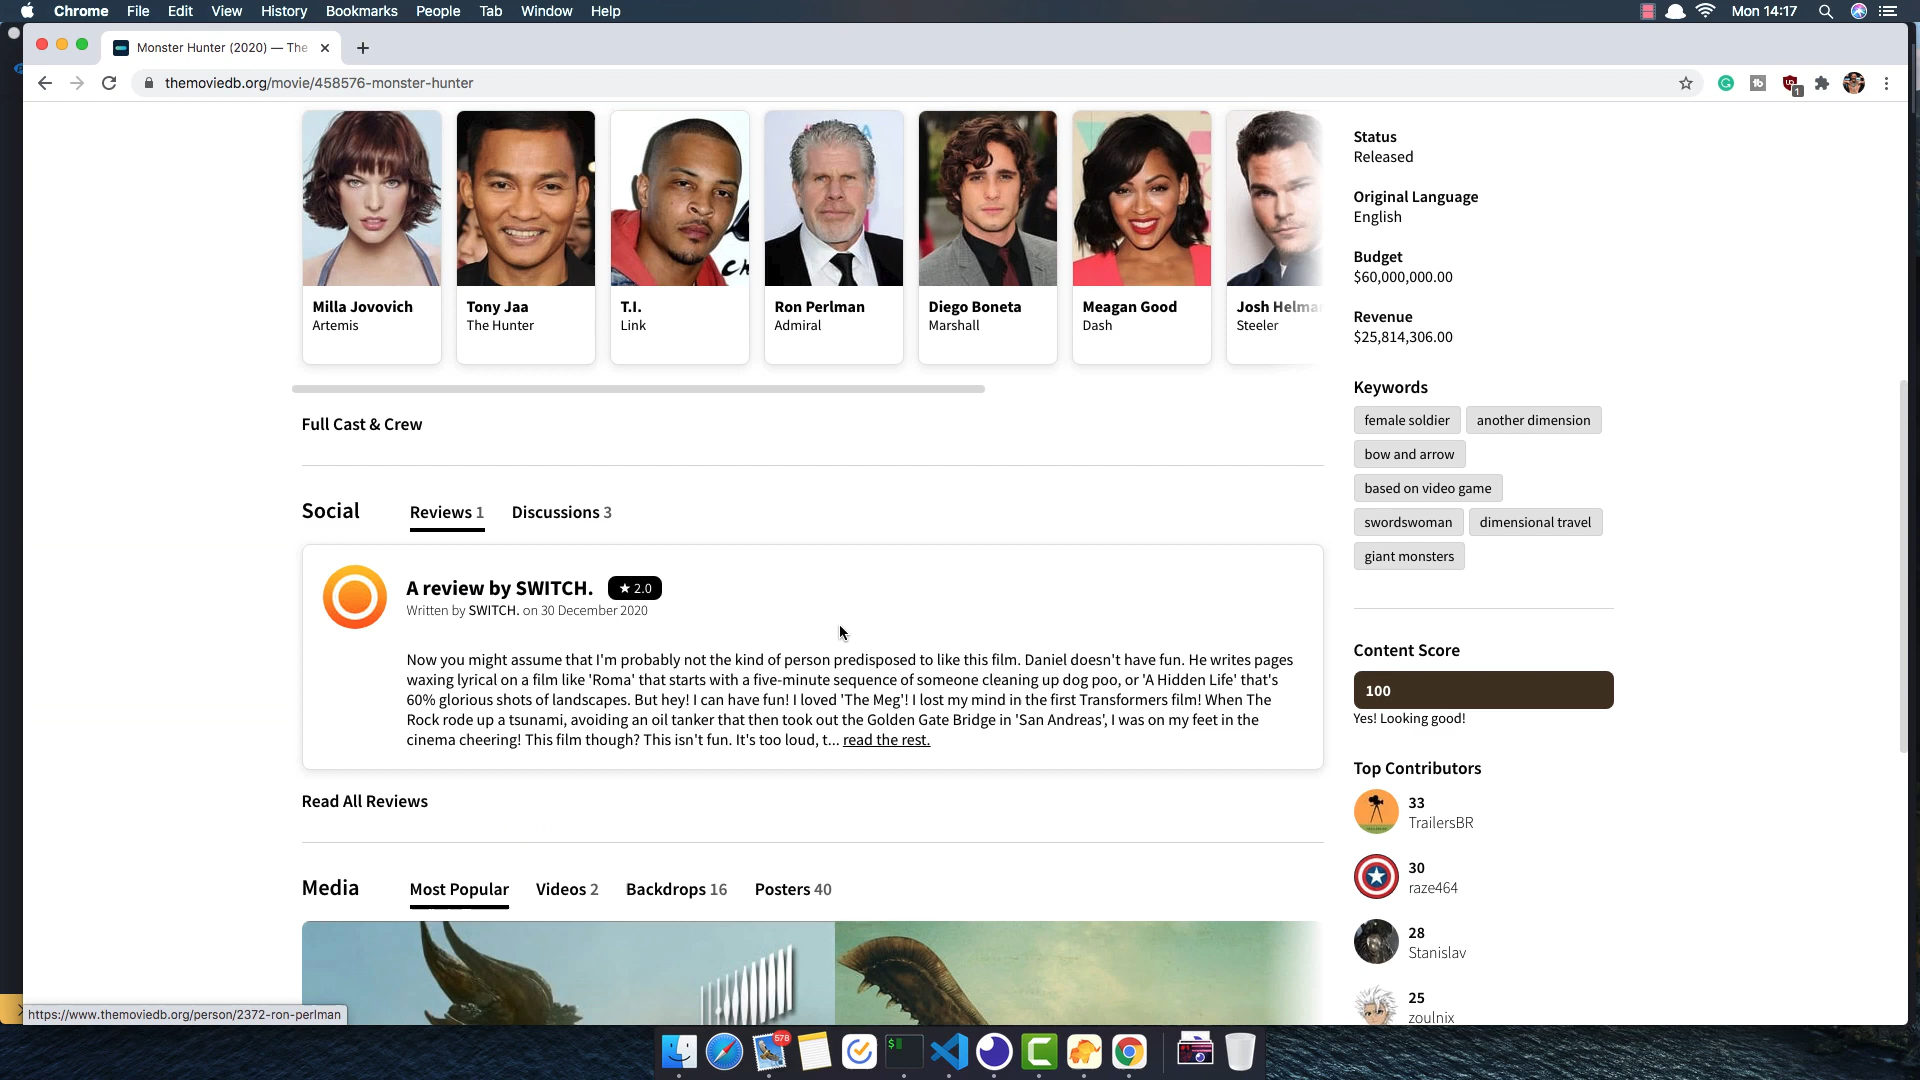 Chrome File Edit View History Bookmarks People Tab Window Help
Mon 14:17
Monster Hunter (2020) — The
themoviedb.org/movie/458576-monster-hunter
1
Milla Jovovich
Artemis
Tony Jaa
The Hunter
T.I.
Link
Ron Perlman
Admiral
Diego Boneta
Marshall
Meagan Good
Dash
Josh Helma
Steeler
Full Cast & Crew
Social
Reviews 1
Discussions 3
A review by SWITCH.
★ 2.0
Written by SWITCH. on 30 December 2020
Now you might assume that I'm probably not the kind of person predisposed to like this film. Daniel doesn't have fun. He writes pages
waxing lyrical on a film like 'Roma' that starts with a five-minute sequence of someone cleaning up dog poo, or 'A Hidden Life' that's
60% glorious shots of landscapes. But hey! I can have fun! I loved 'The Meg'! I lost my mind in the first Transformers film! When The
Rock rode up a tsunami, avoiding an oil tanker that then took out the Golden Gate Bridge in 'San Andreas', I was on my feet in the
cinema cheering! This film though? This isn't fun. It's too loud, t... read the rest.
Read All Reviews
Media
Most Popular
Videos 2
Backdrops 16
Posters 40
Status
Released
Original Language
English
Budget
$60,000,000.00
Revenue
$25,814,306.00
Keywords
female soldier
another dimension
bow and arrow
based on video game
swordswoman
dimensional travel
giant monsters
Content Score
100
Yes! Looking good!
Top Contributors
33
TrailersBR
30
raze464
28
Stanislav
25
zoulnix
https://www.themoviedb.org/person/2372-ron-perlman
678